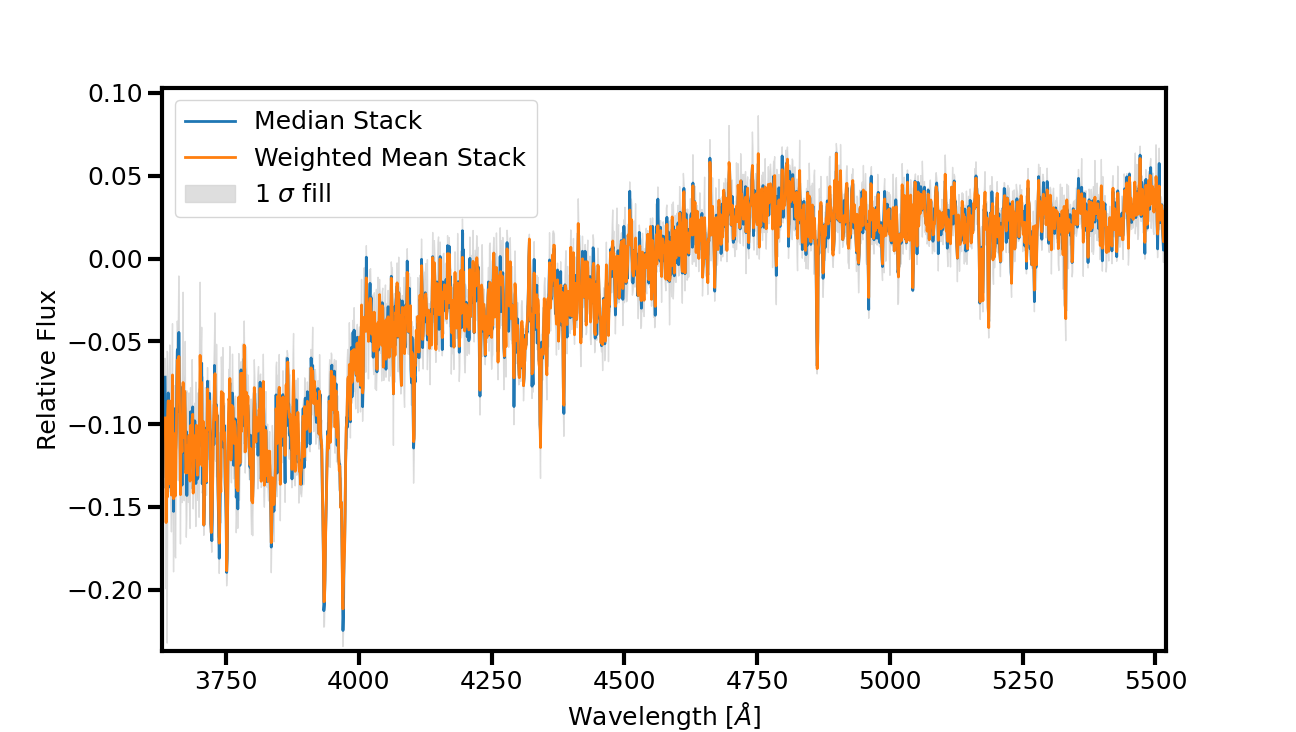 0.10
0.05
0.00
−0.05
−0.10
−0.15
−0.20
Relative Flux
Median Stack
Weighted Mean Stack
1 σ fill
3750 4000 4250 4500 4750 5000 5250 5500
Wavelength [Å]